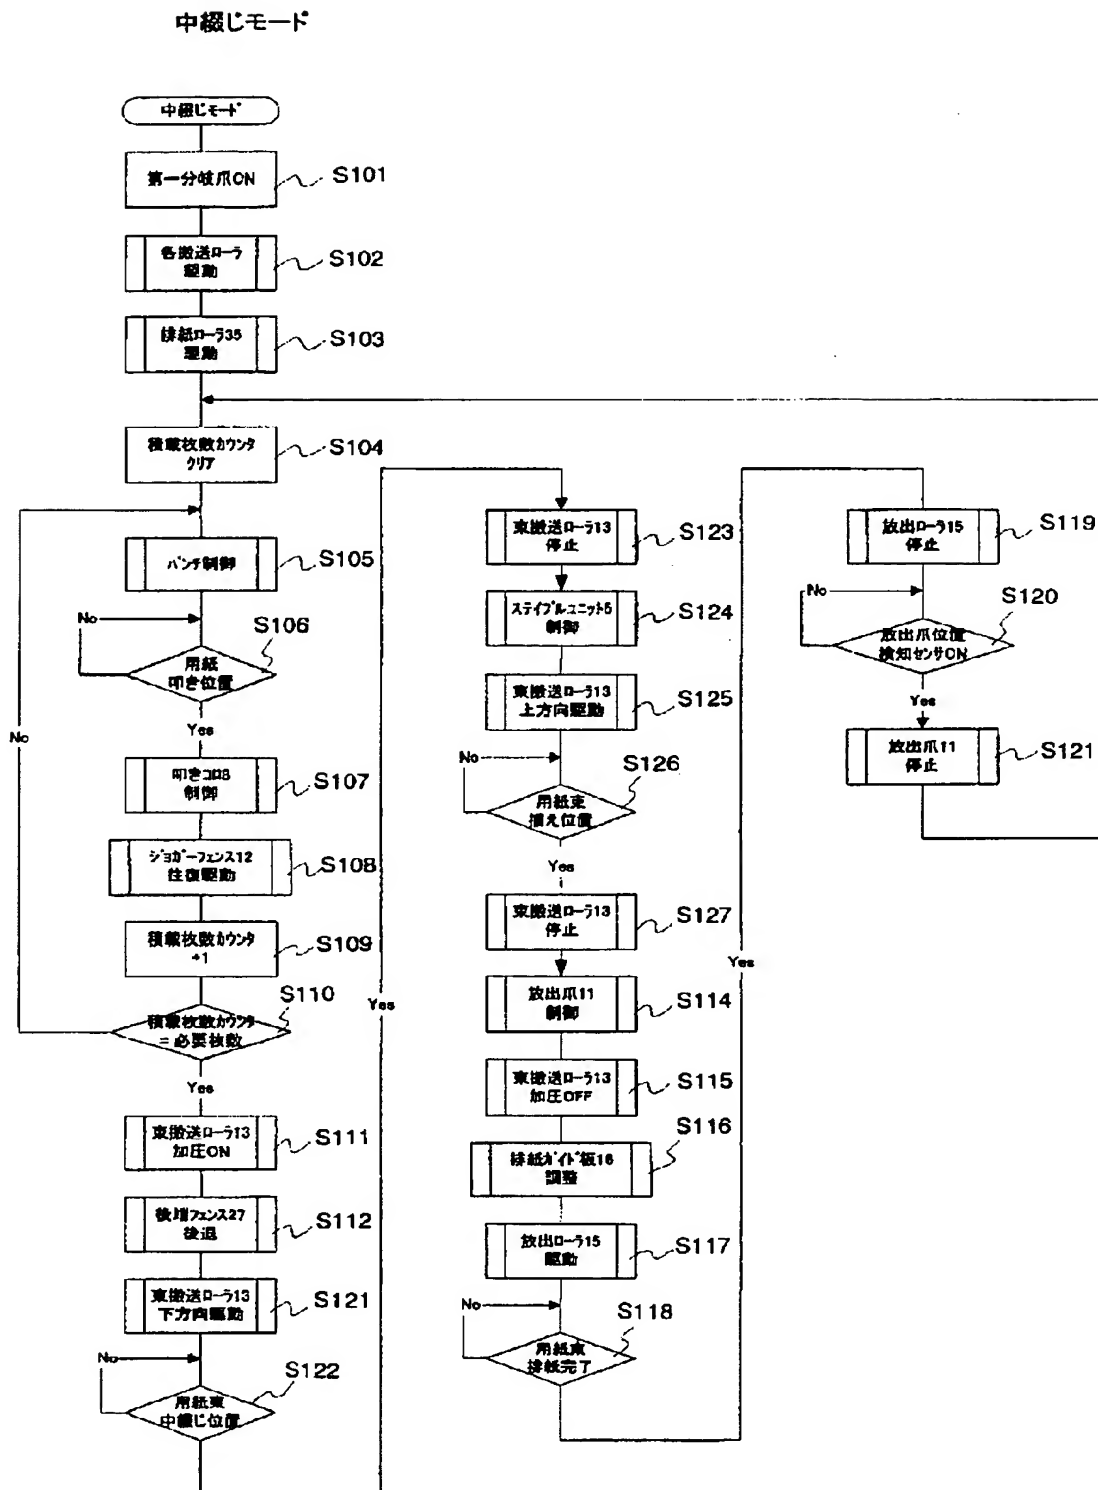 中綴じモード
中綴じモード
第一分岐爪ON
S101
各搬送ローラ
駆動
S102
排紙ローラ35
駆動
S103
積載枚数カウンタ
クリア
S104
パンチ制御
S105
No
用紙
叩き位置
S106
Yes
叩きコロ8
制御
S107
ジョガーフェンス12
往復駆動
S108
積載枚数カウンタ
+1
S109
積載枚数カウンタ
= 必要枚数
S110
No
Yes
束搬送ローラ13
加圧ON
S111
後端フェンス27
後退
S112
束搬送ローラ13
下方向駆動
S121
No
用紙束
中綴じ位置
S122
Yes
束搬送ローラ13
停止
S123
ステイプルユニット5
制御
S124
束搬送ローラ13
上方向駆動
S125
No
用紙束
揃え位置
S126
Yes
束搬送ローラ13
停止
S127
放出爪11
制御
S114
束搬送ローラ13
加圧OFF
S115
排紙ガイド板16
調整
S116
放出ローラ15
駆動
S117
No
用紙束
排紙完了
S118
Yes
放出ローラ15
停止
S119
No
放出爪位置
検知センサON
S120
Yes
放出爪11
停止
S121